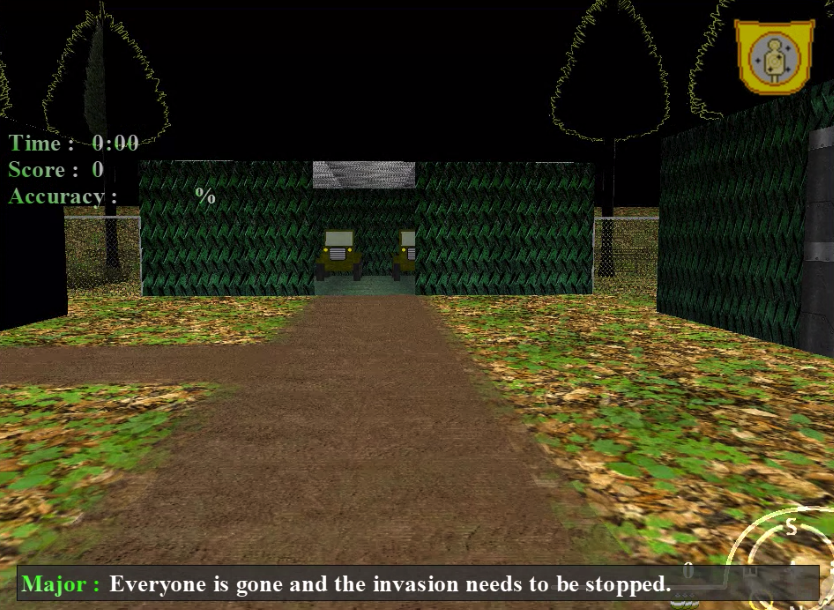 Time : 0:00
Score : 0
Accuracy :
%
S
0
Major : Everyone is gone and the invasion needs to be stopped.